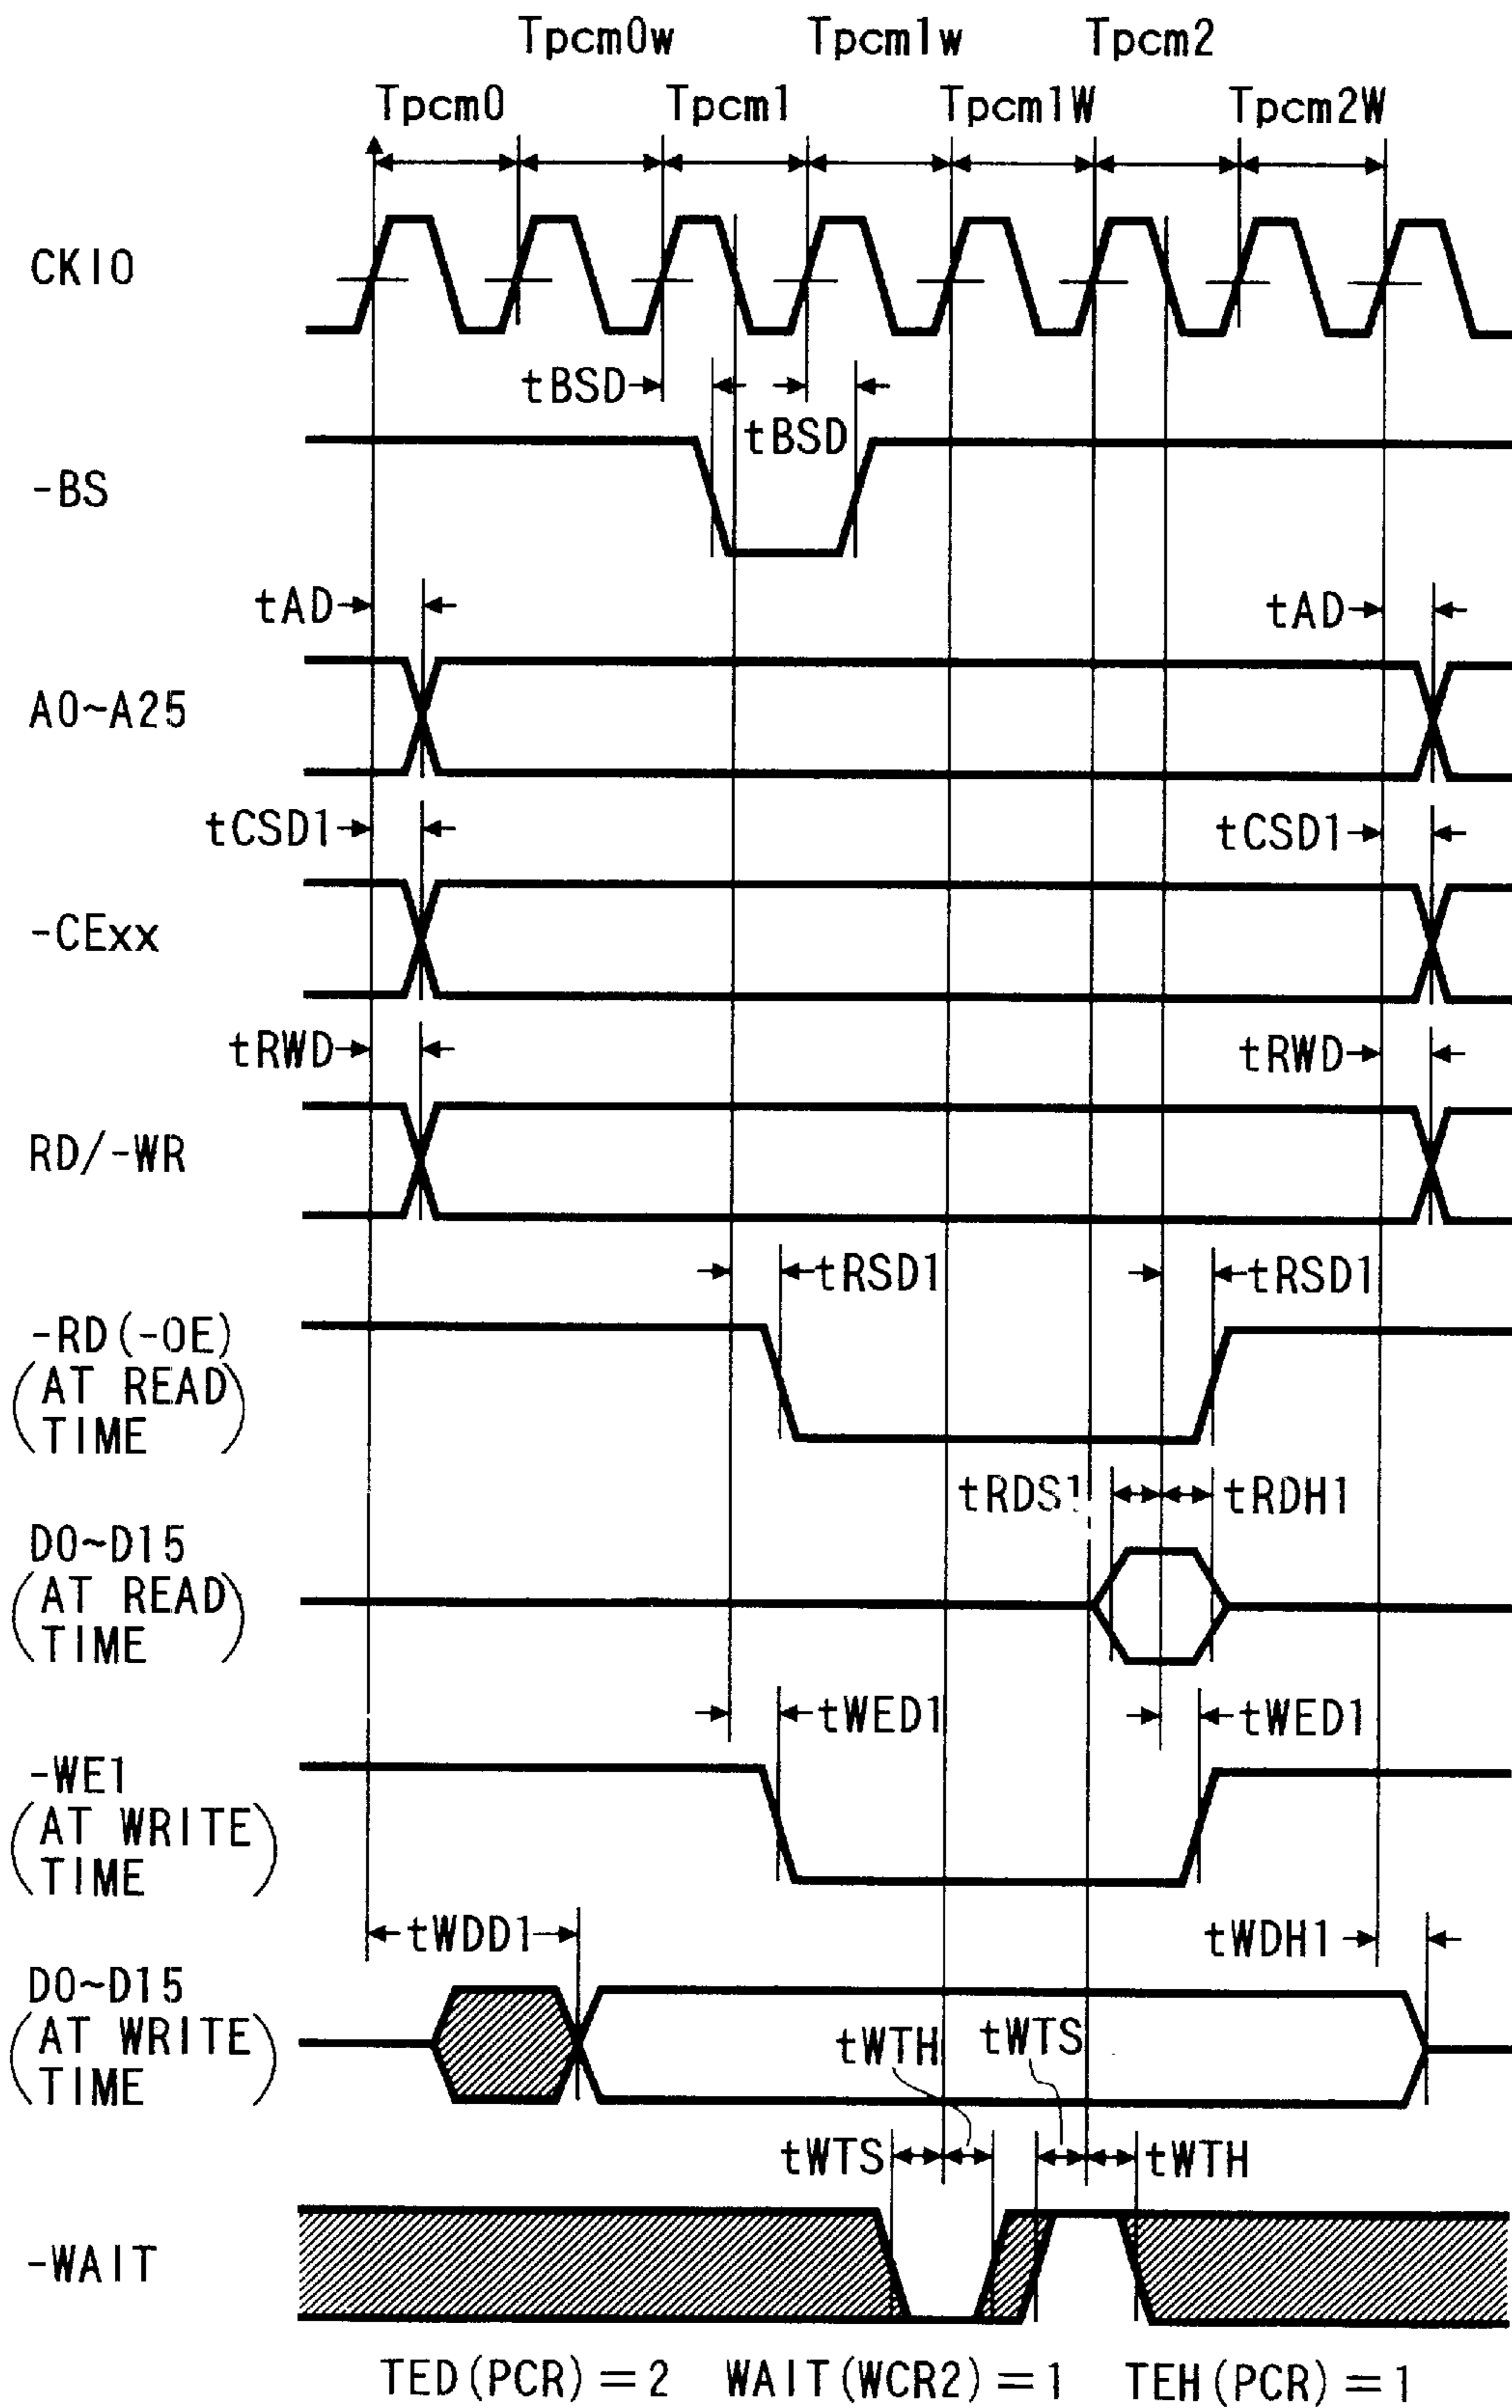 Tpcm0w Tpcm1w Tpcm2
Tpcm0 Tpcm1 Tpcm1W Tpcm2W
CKIO
tBSD
tBSD
-BS
tAD tAD
A0~A25
tCSD1 tCSD1
-CExx
tRWD tRWD
RD/-WR
tRSD1 tRSD1
-RD(-OE)
(AT READ
TIME)
tRDS1 tRDH1
D0~D15
(AT READ
TIME)
tWED1 tWED1
-WE1
(AT WRITE
TIME)
tWDD1 tWDH1
D0~D15
(AT WRITE
TIME)
tWTH tWTS
tWTS tWTH
-WAIT
TED(PCR)=2 WAIT(WCR2)=1 TEH(PCR)=1